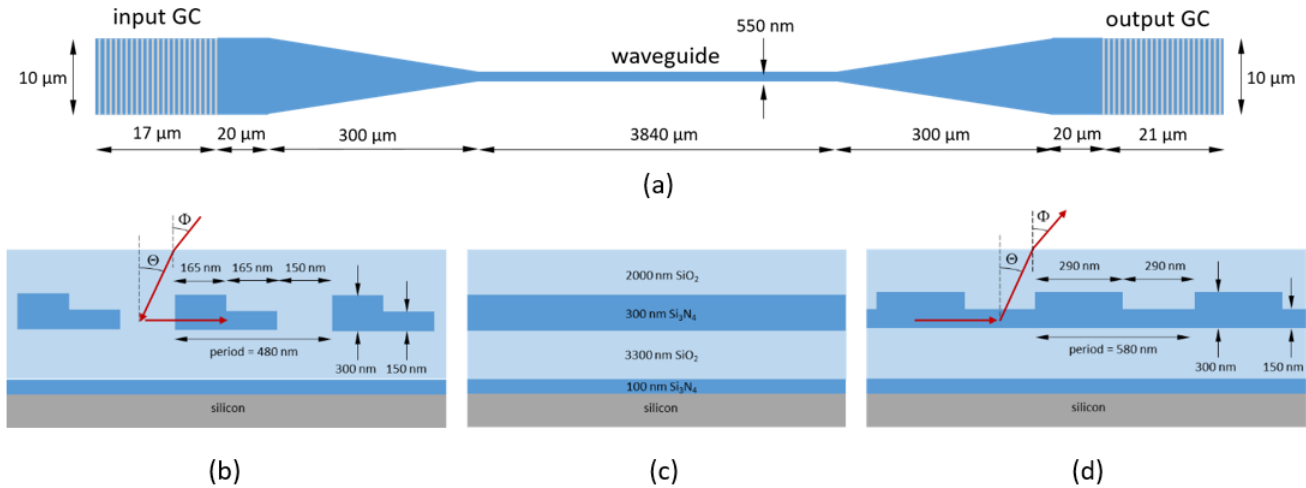 input GC
output GC
550 nm
waveguide
10 µm
10 µm
17 µm
20 µm
300 µm
3840 µm
300 µm
20 µm
21 µm
(a)
Φ
Θ
165 nm
165 nm
150 nm
period = 480 nm
300 nm
150 nm
silicon
(b)
2000 nm SiO₂
300 nm Si₃N₄
3300 nm SiO₂
100 nm Si₃N₄
silicon
(c)
Φ
Θ
290 nm
290 nm
period = 580 nm
300 nm
150 nm
silicon
(d)